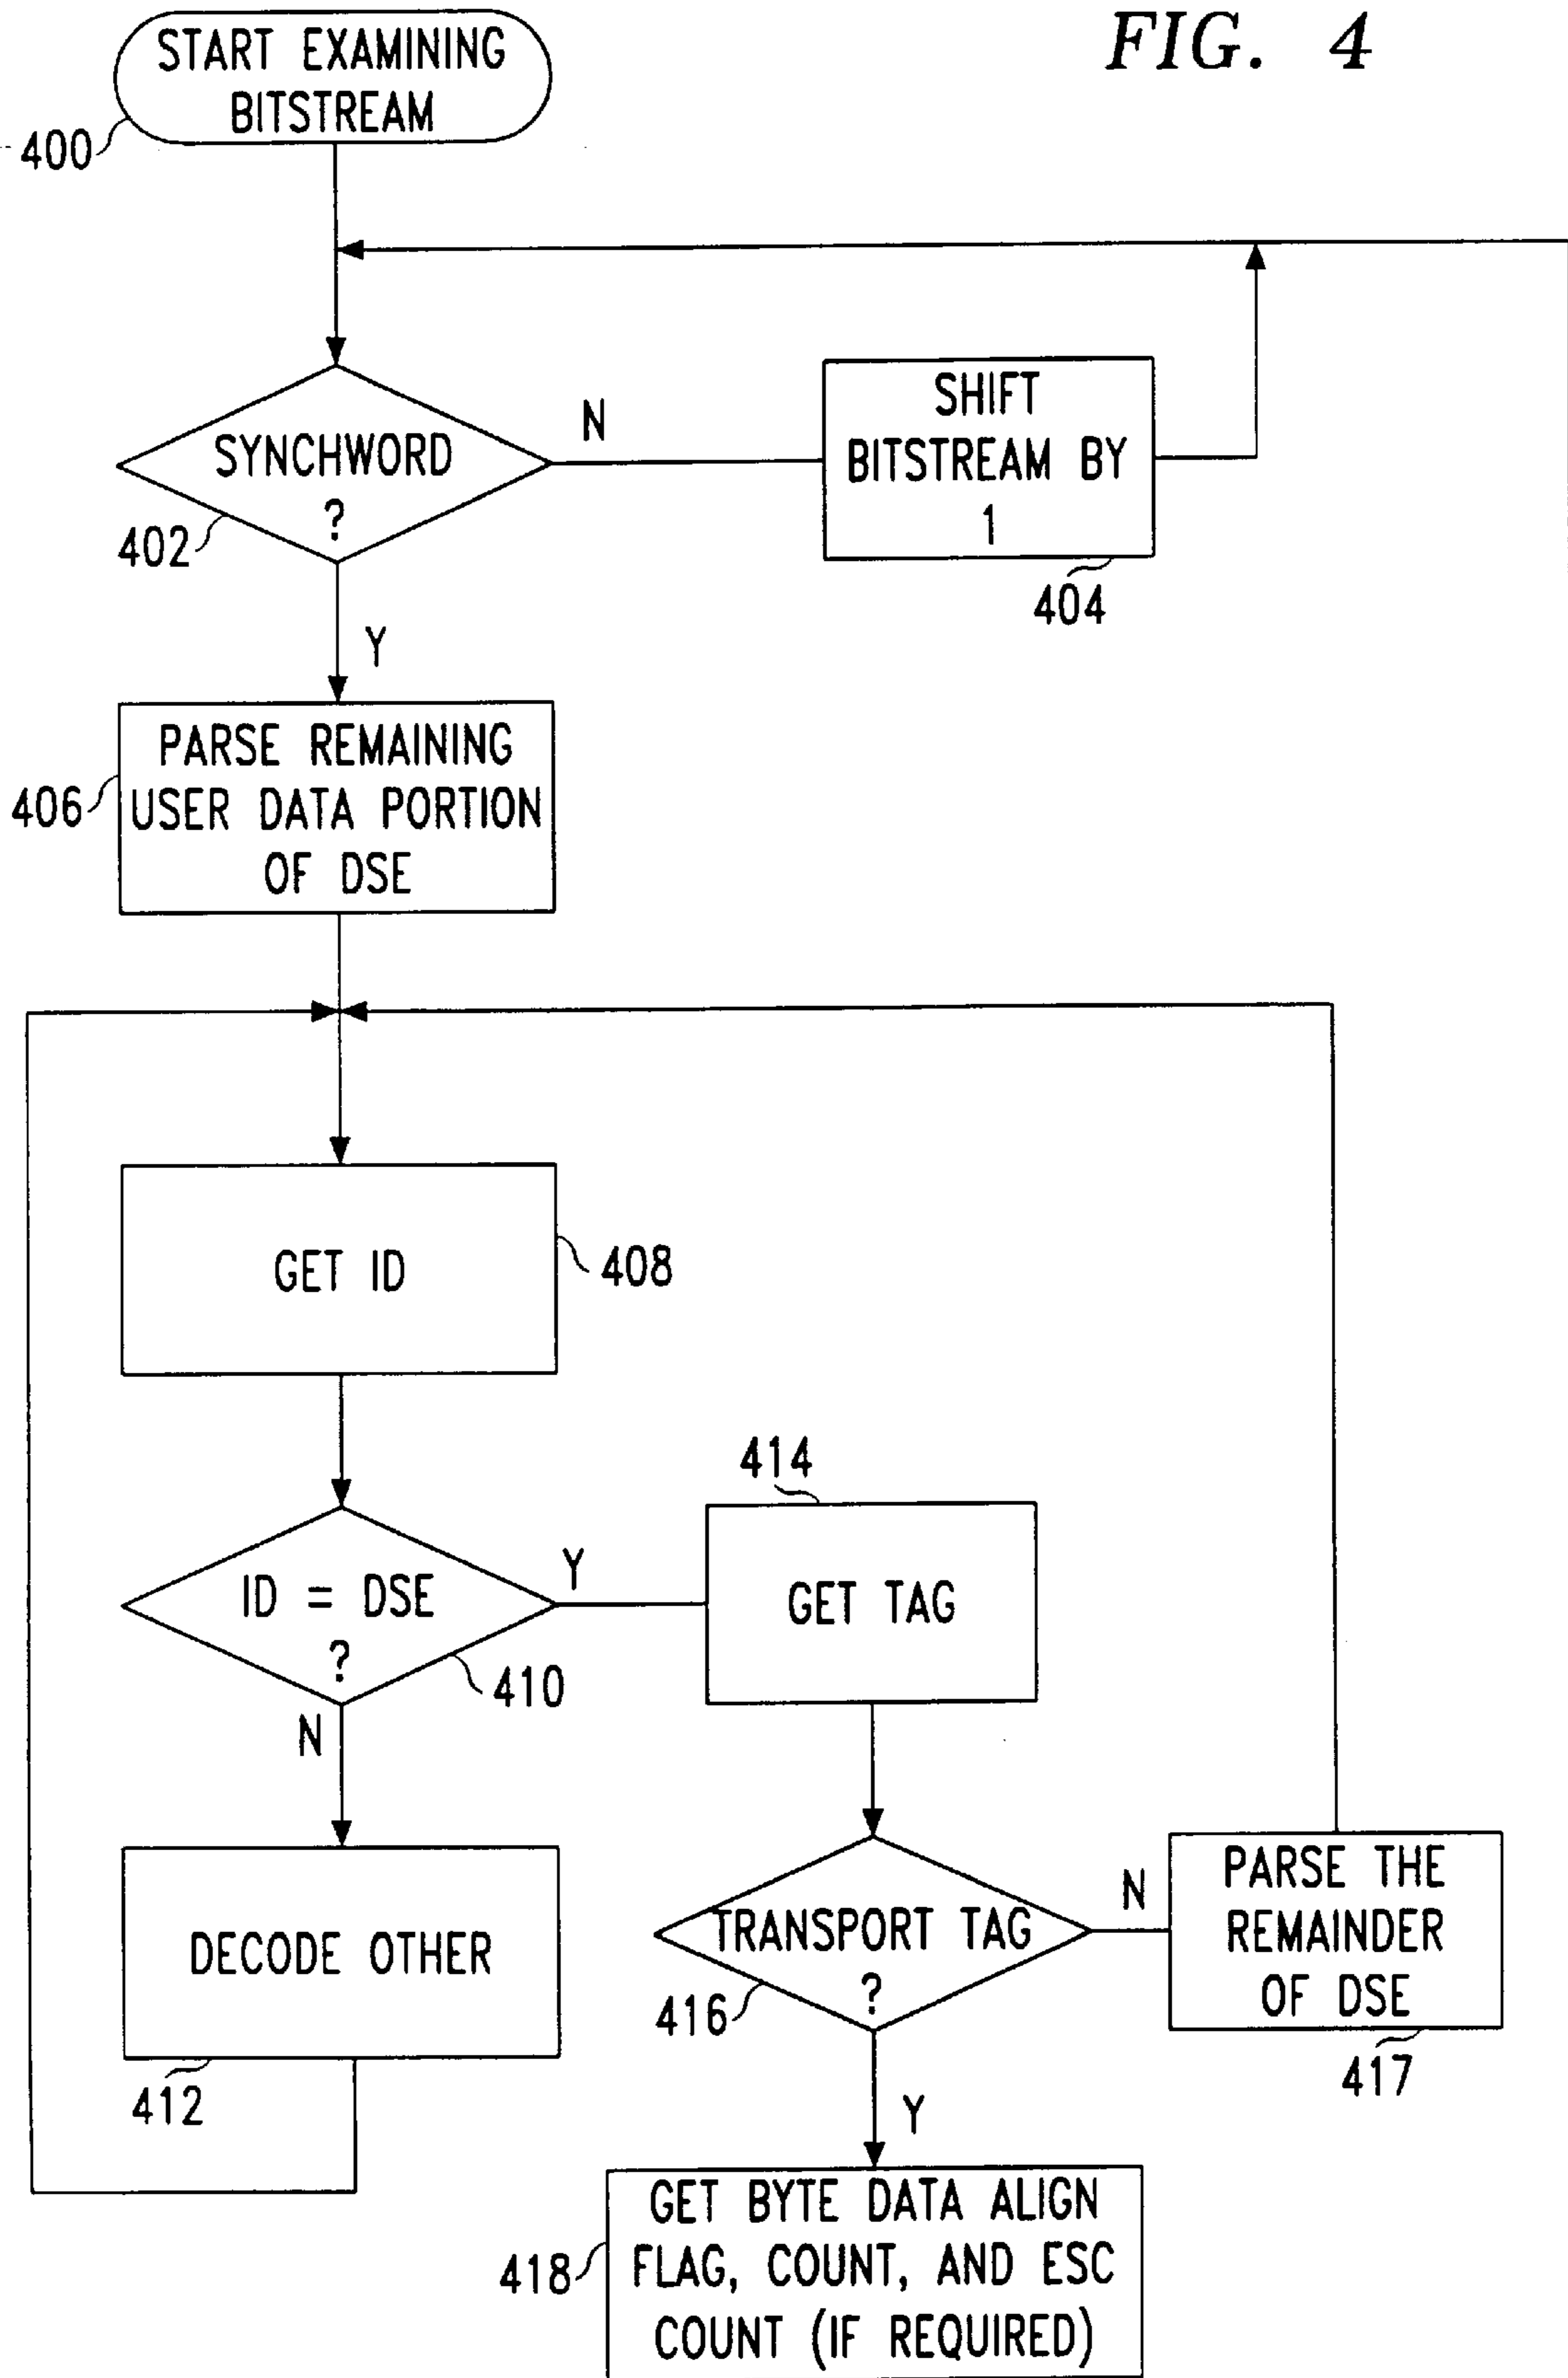 FIG. 4
START EXAMINING
BITSTREAM
400
SYNCHWORD
?
402
N
SHIFT
BITSTREAM BY
1
404
Y
PARSE REMAINING
USER DATA PORTION
OF DSE
406
GET ID
408
ID = DSE
?
410
Y
414
GET TAG
N
DECODE OTHER
412
TRANSPORT TAG
?
416
N
PARSE THE
REMAINDER
OF DSE
417
Y
GET BYTE DATA ALIGN
FLAG, COUNT, AND ESC
COUNT (IF REQUIRED)
418